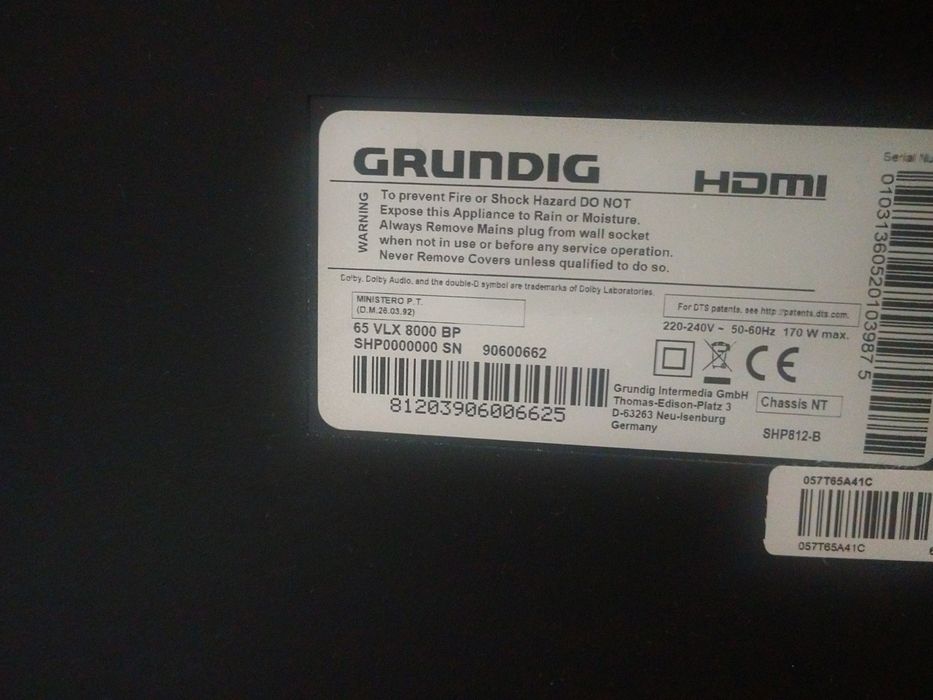 GRUNDIG
HDMI
WARNING
To prevent Fire or Shock Hazard DO NOT
Expose this Appliance to Rain or Moisture.
Always Remove Mains plug from wall socket
when not in use or before any service operation.
Never Remove Covers unless qualified to do so.
Dolby, Dolby Audio, and the double-D symbol are trademarks of Dolby Laboratories.
MINISTERO P.T.
(D.M.26.03.92)
For DTS patents, see http://patents.dts.com.
65 VLX 8000 BP
220-240V ~ 50-60Hz 170 W max.
SHP0000000 SN 90600662
CE
81203906006625
Grundig Intermedia GmbH
Thomas-Edison-Platz 3
D-63263 Neu-Isenburg
Germany
Chassis NT
SHP812-B
Serial Nu
01031360520103987 5
057T65A41C
057T65A41C